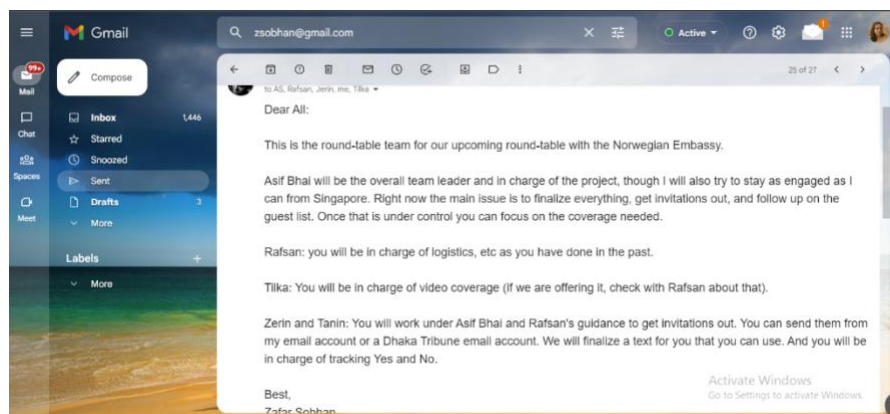 Gmail
zsobhan@gmail.com
Active
99+
Mail
Compose
25 of 27
to AS, Rafsan, Jerin, me, Tilka
Chat
Inbox 1,446
Starred
Spaces
Snoozed
Sent
Meet
Drafts 3
More
Labels +
More
Dear All:
This is the round-table team for our upcoming round-table with the Norwegian Embassy.
Asif Bhai will be the overall team leader and in charge of the project, though I will also try to stay as engaged as I
can from Singapore. Right now the main issue is to finalize everything, get invitations out, and follow up on the
guest list. Once that is under control you can focus on the coverage needed.
Rafsan: you will be in charge of logistics, etc as you have done in the past.
Tilka: You will be in charge of video coverage (if we are offering it, check with Rafsan about that).
Zerin and Tanin: You will work under Asif Bhai and Rafsan's guidance to get invitations out. You can send them from
my email account or a Dhaka Tribune email account. We will finalize a text for you that you can use. And you will be
in charge of tracking Yes and No.
Best,
Zafar Sobhan
Activate Windows
Go to Settings to activate Windows.